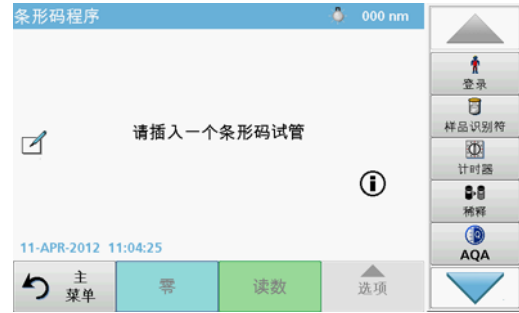 条形码程序
000 nm
请插入一个条形码试管
11-APR-2012 11:04:25
主
菜单
零
读数
选项
登录
样品识别符
计时器
稀释
AQA